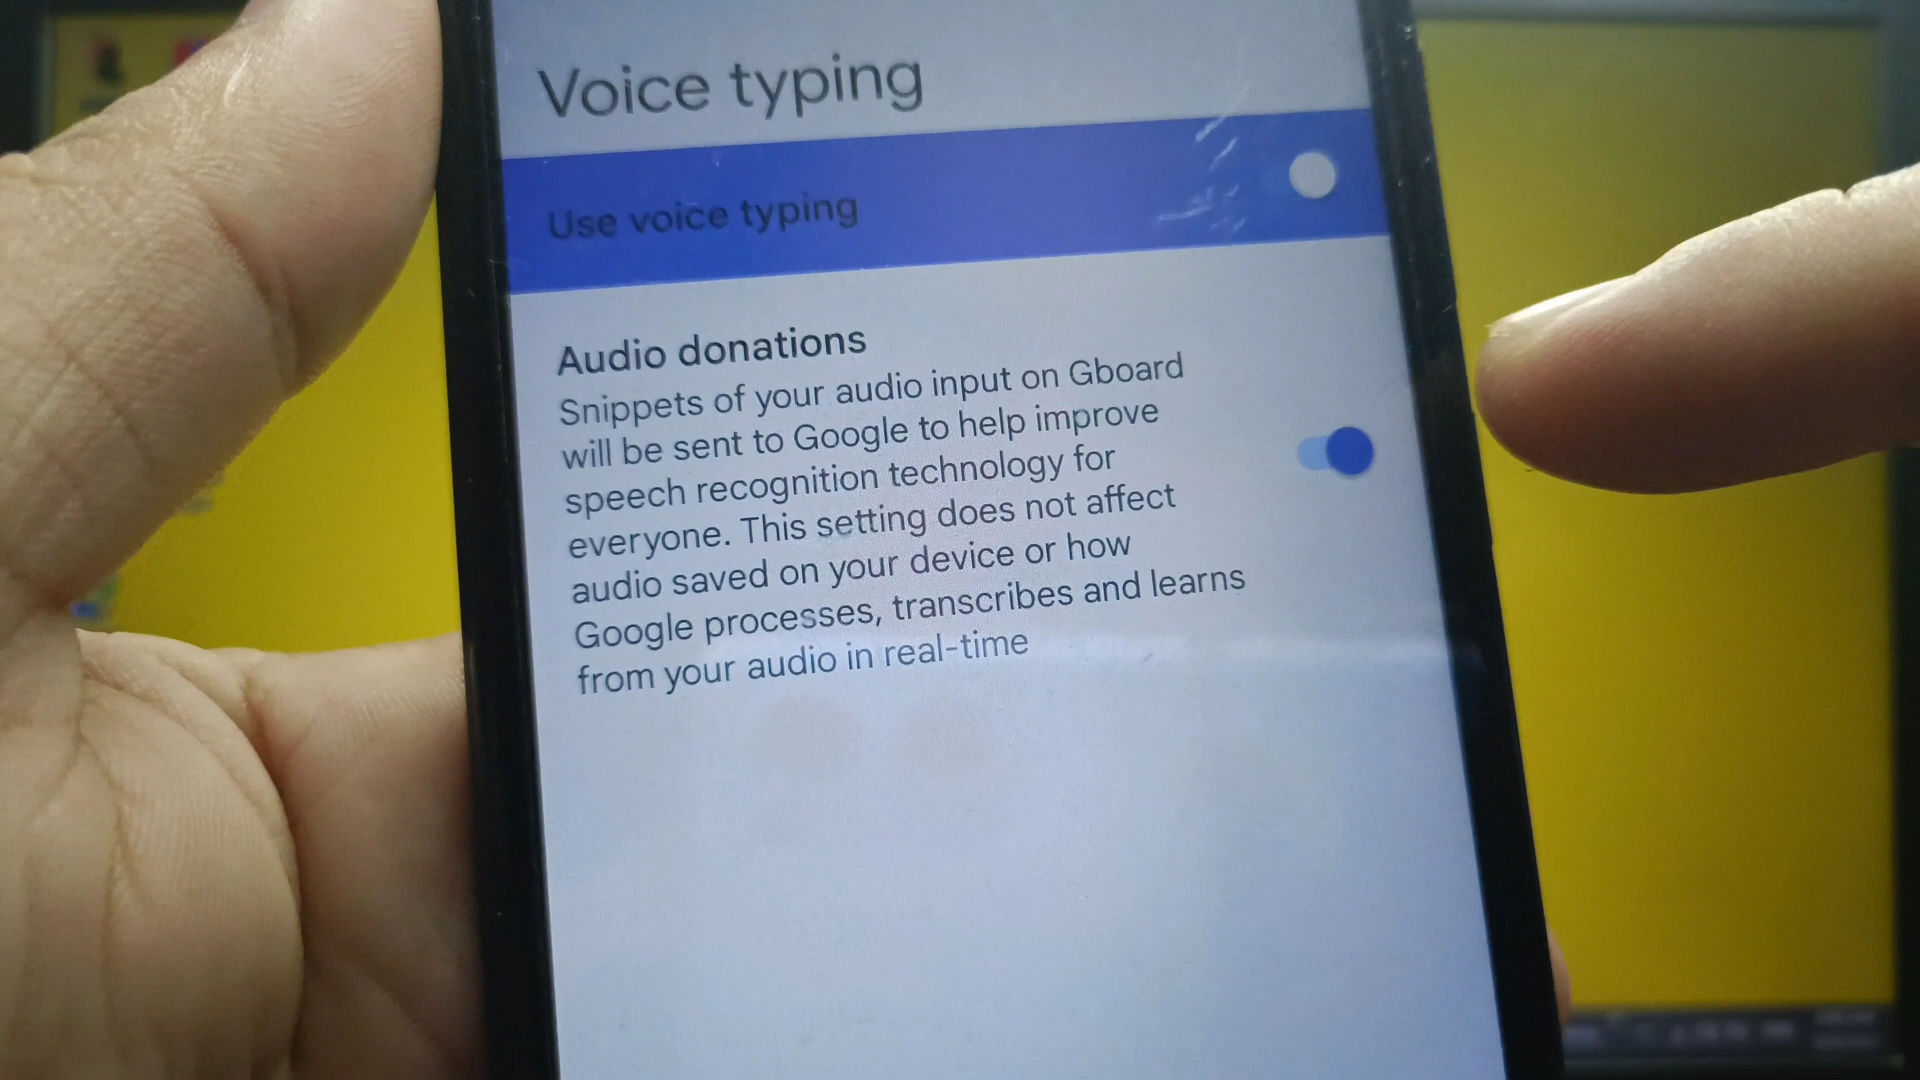 Voice typing
Use voice typing
Audio donations
Snippets of your audio input on Gboard
will be sent to Google to help improve
speech recognition technology for
everyone. This setting does not affect
audio saved on your device or how
Google processes, transcribes and learns
from your audio in real-time